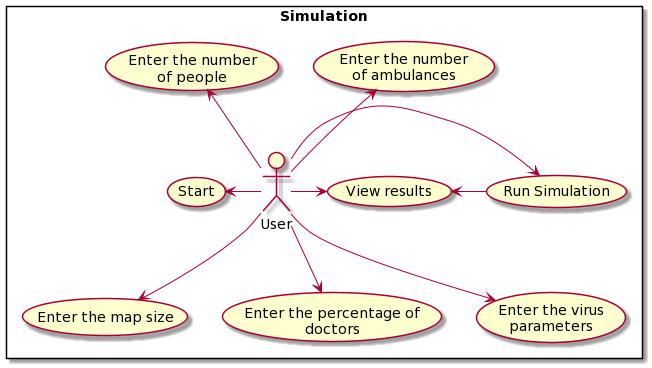 Simulation
Enter the number
of people
Enter the number
of ambulances
Start
View results
Run Simulation
User
Enter the map size
Enter the percentage of
doctors
Enter the virus
parameters